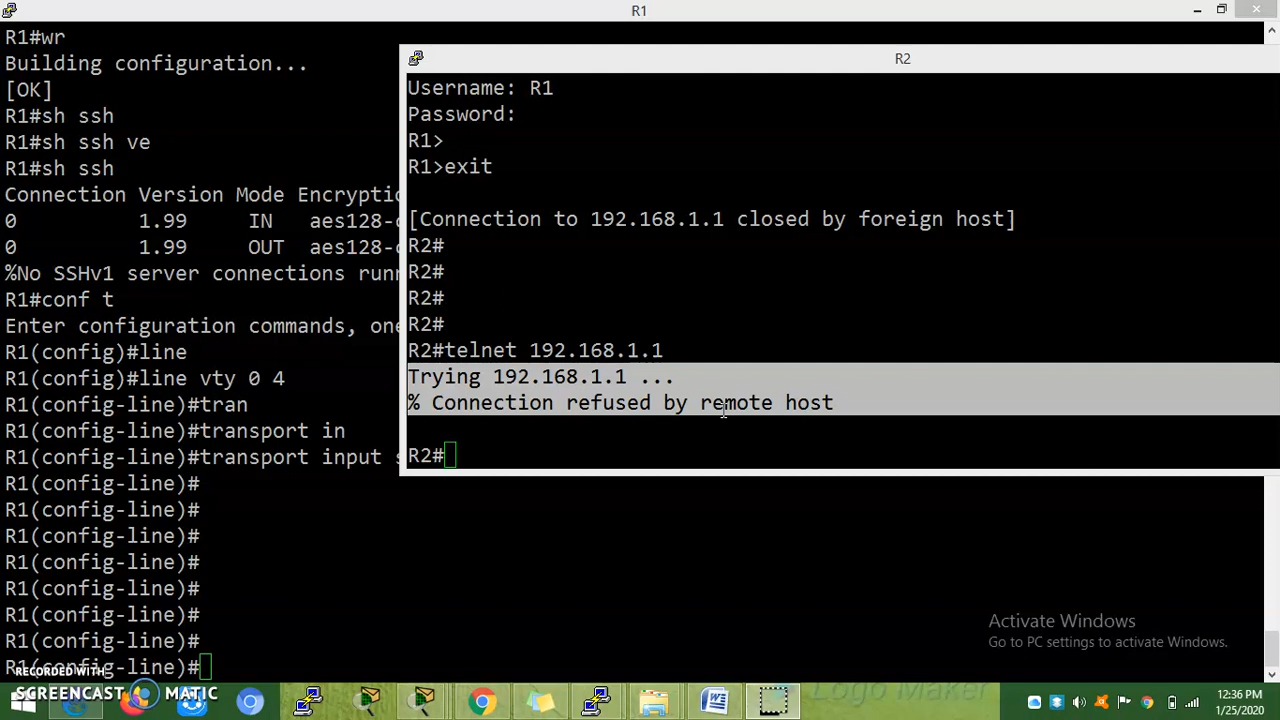 R1
R1#wr
Building configuration...
[OK]
R1#sh ssh
R1#sh ssh ve
R1#sh ssh
Connection Version Mode Encryptio
0 1.99 IN aes128-c
0 1.99 OUT aes128-c
%No SSHv1 server connections runn
R1#conf t
Enter configuration commands, one
R1(config)#line
R1(config)#line vty 0 4
R1(config-line)#tran
R1(config-line)#transport in
R1(config-line)#transport input s
R1(config-line)#
R1(config-line)#
R1(config-line)#
R1(config-line)#
R1(config-line)#
R1(config-line)#
R1(config-line)#
R1(config-line)#
R2
Username: R1
Password:
R1>
R1>exit
[Connection to 192.168.1.1 closed by foreign host]
R2#
R2#
R2#
R2#
R2#telnet 192.168.1.1
Trying 192.168.1.1 ...
% Connection refused by remote host
R2#
Activate Windows
Go to PC settings to activate Windows.
RECORDED WITH
SCREENCAST MATIC
Logo Maker
12:36 PM
1/25/2020